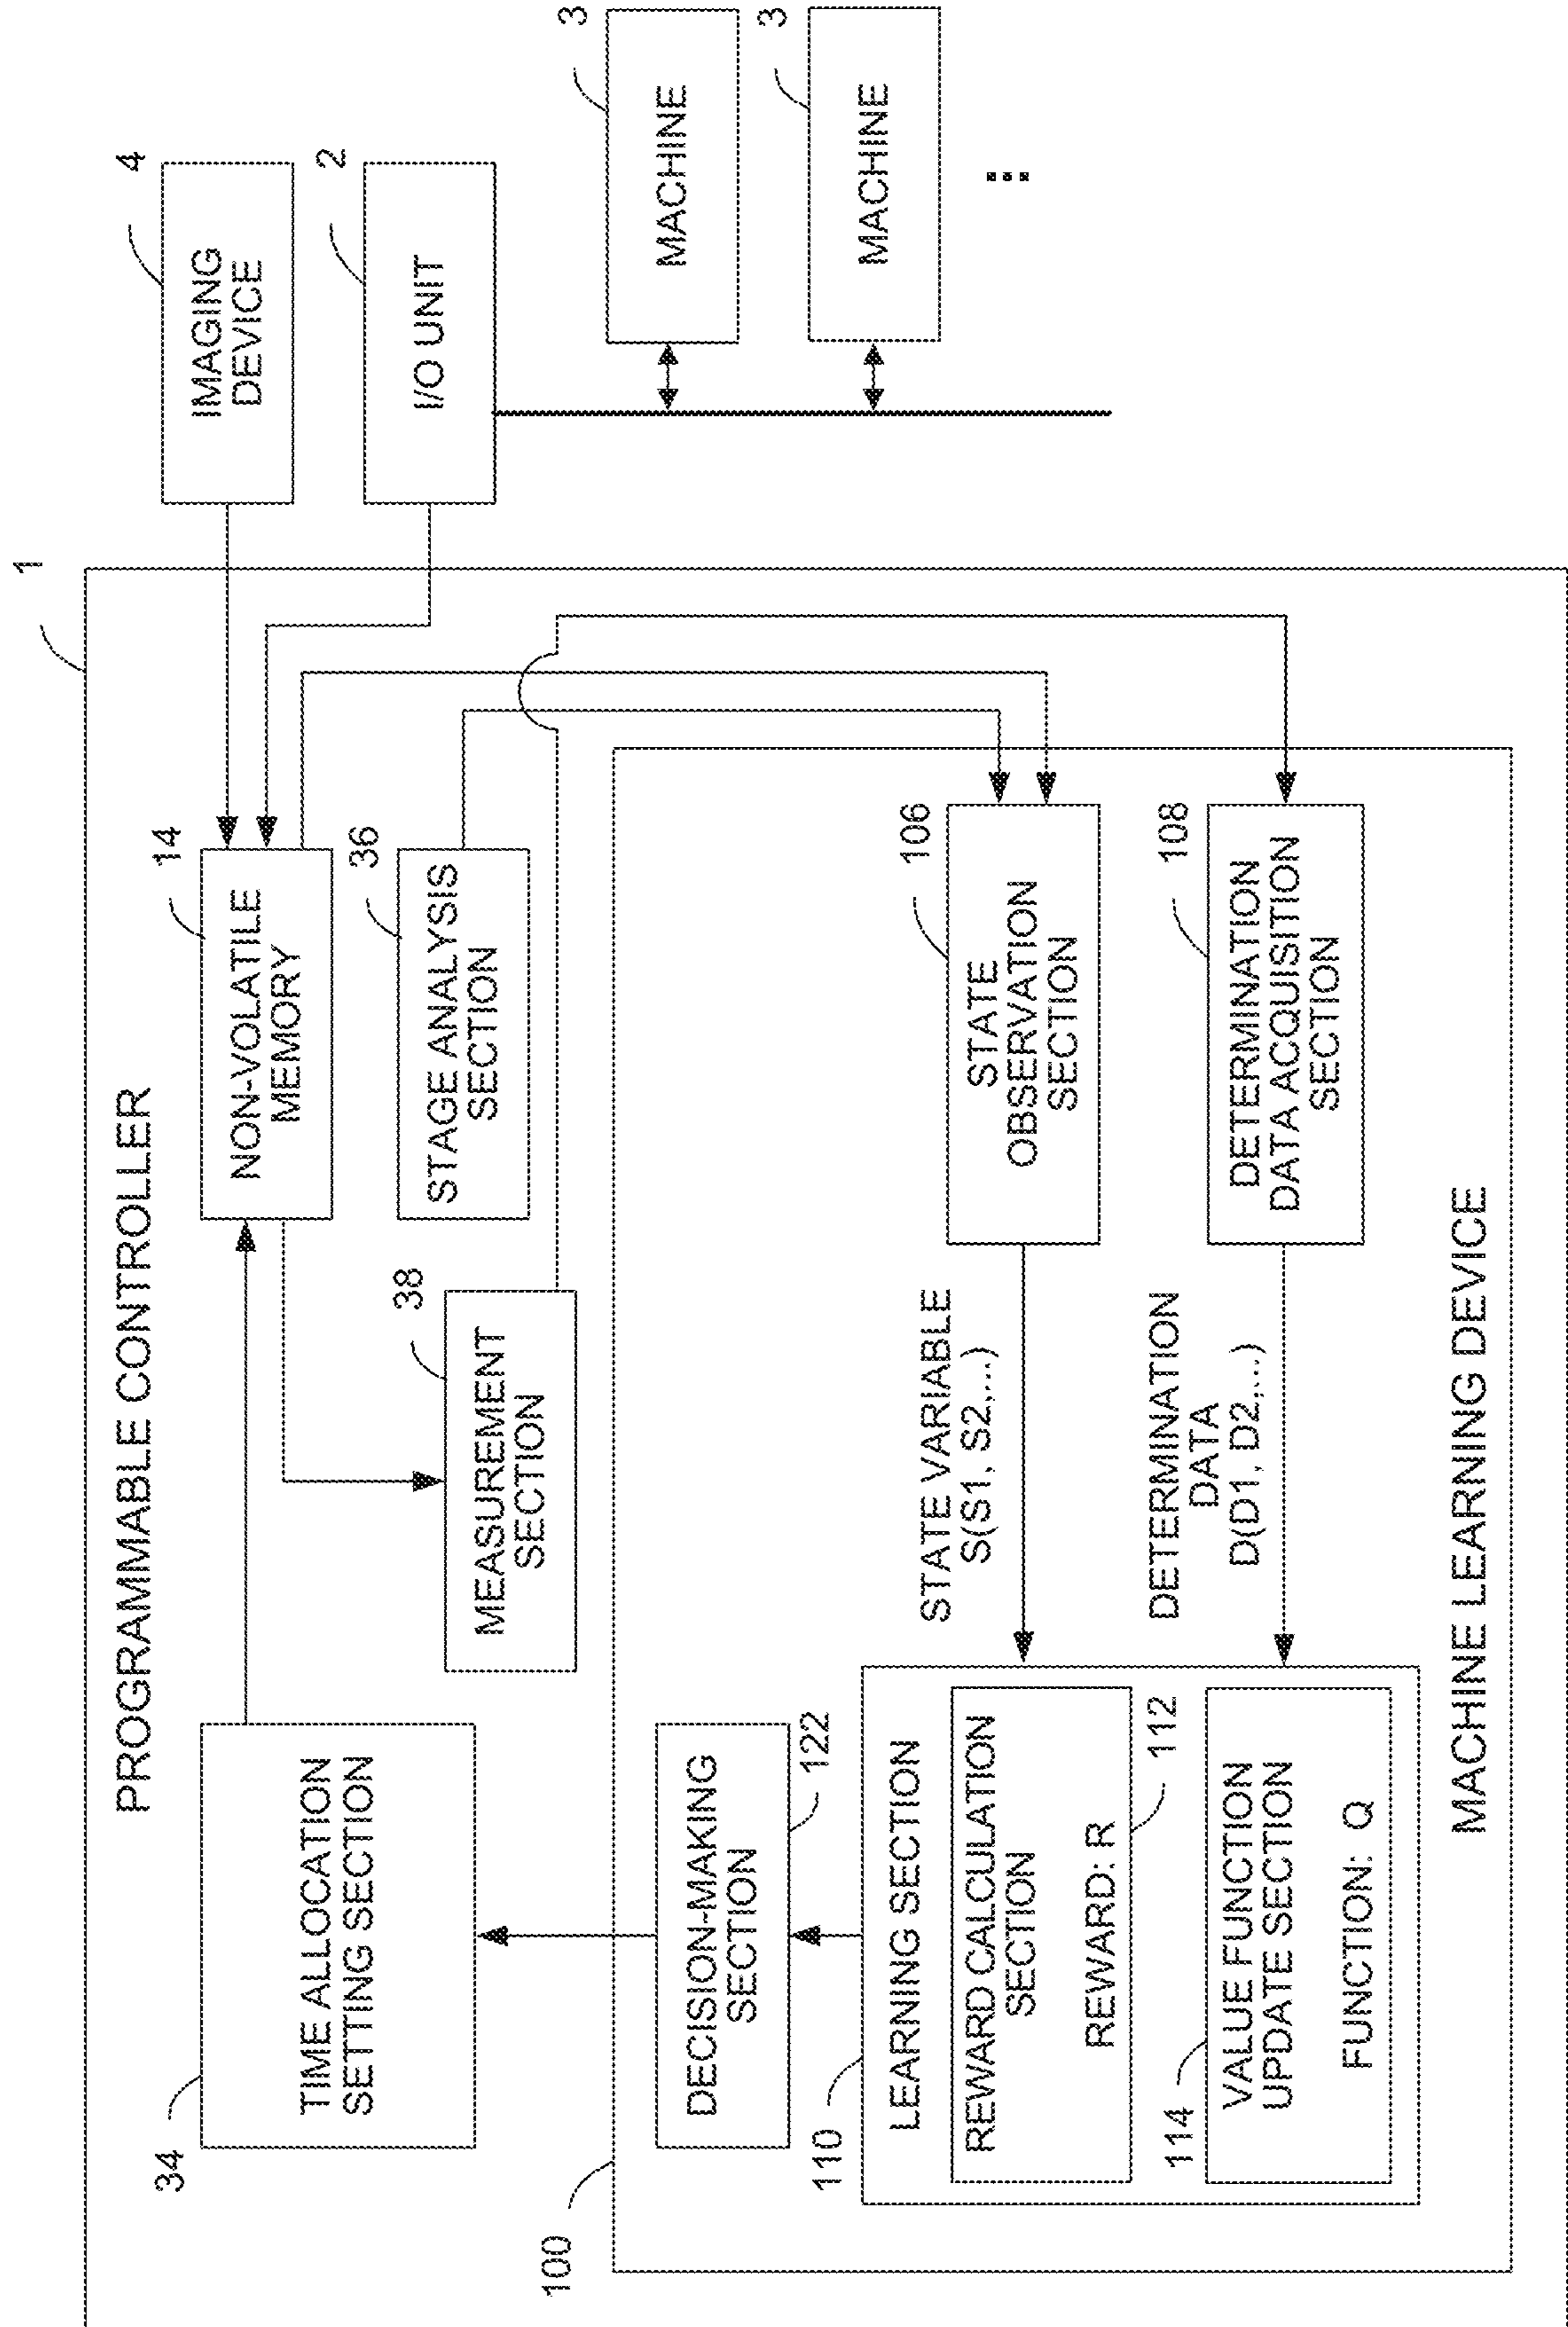 1
PROGRAMMABLE CONTROLLER
34
TIME ALLOCATION
SETTING SECTION
14
NON-VOLATILE
MEMORY
4
IMAGING
DEVICE
2
I/O UNIT
36
STAGE ANALYSIS
SECTION
38
MEASUREMENT
SECTION
3
MACHINE
3
MACHINE
...
100
122
DECISION-MAKING
SECTION
110
LEARNING SECTION
REWARD CALCULATION
SECTION
REWARD: R
112
114
VALUE FUNCTION
UPDATE SECTION
FUNCTION: Q
STATE VARIABLE
S(S1, S2,...)
106
STATE
OBSERVATION
SECTION
DETERMINATION
DATA
D(D1, D2,...)
108
DETERMINATION
DATA ACQUISITION
SECTION
MACHINE LEARNING DEVICE